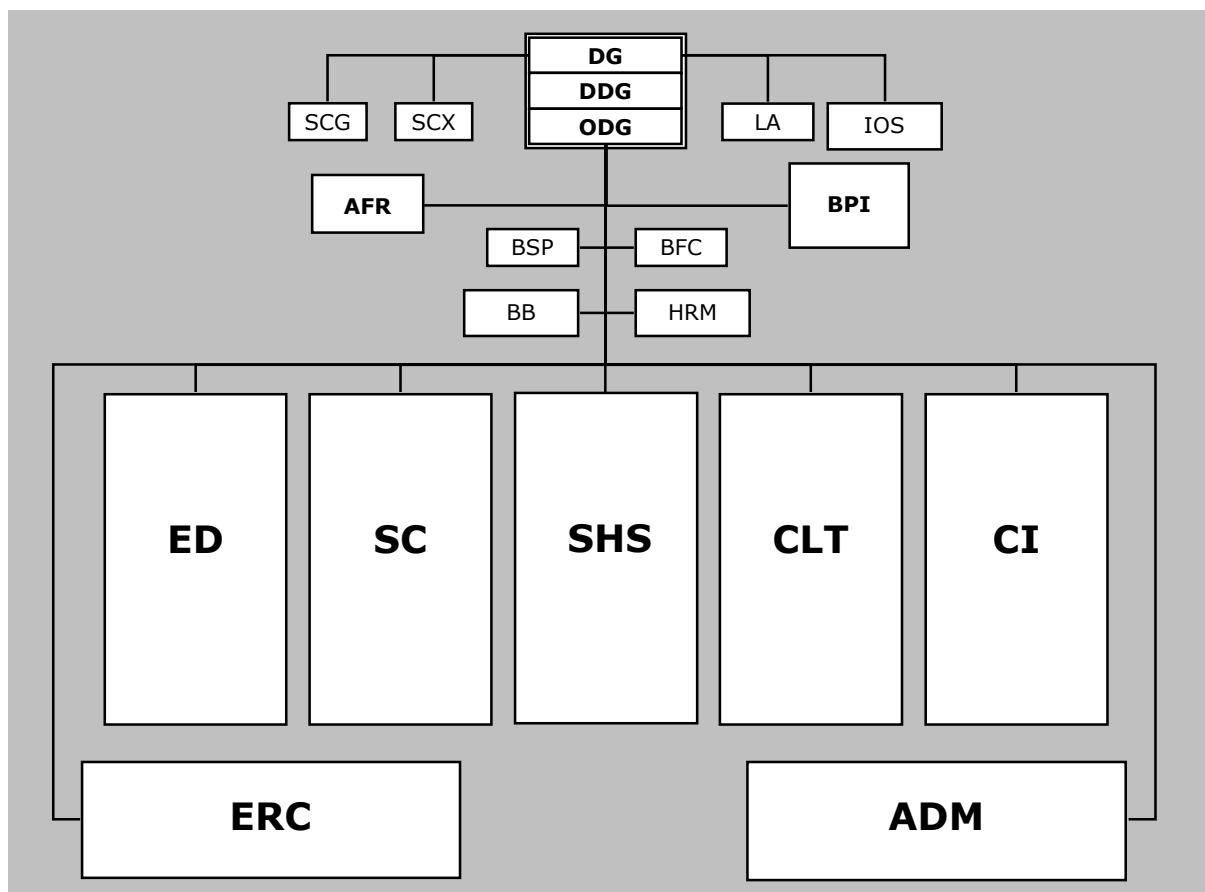 DG
DDG
ODG
SCG
SCX
LA
IOS
AFR
BPI
BSP
BFC
BB
HRM
ED
SC
SHS
CLT
CI
ERC
ADM